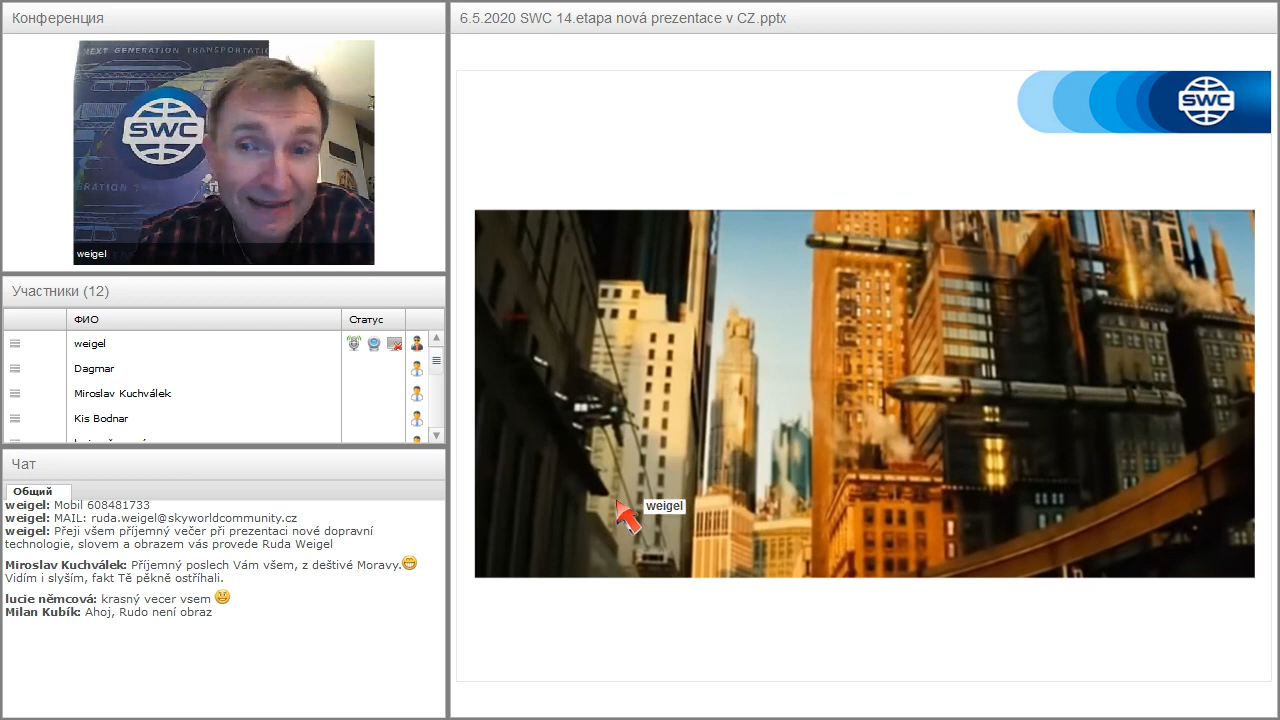 Конференция
6.5.2020 SWC 14.etapa nová prezentace v CZ.pptx
NEXT GENERATION TRANSPORTATIO
SWC
weigel
SWC
Участники (12)
ФИО Статус
weigel
Dagmar
Miroslav Kuchválek
Kis Bodnar
weigel
Чат
Общий
weigel: Mobil 608481733
weigel: MAIL: ruda.weigel@skyworldcommunity.cz
weigel: Přeji všem příjemný večer při prezentaci nové dopravní
technologie, slovem a obrazem vás provede Ruda Weigel
Miroslav Kuchválek: Příjemný poslech Vám všem, z deštivé Moravy.
Vidím i slyším, fakt Tě pěkně ostříhali.
lucie němcová: krasný vecer vsem
Milan Kubík: Ahoj, Rudo není obraz